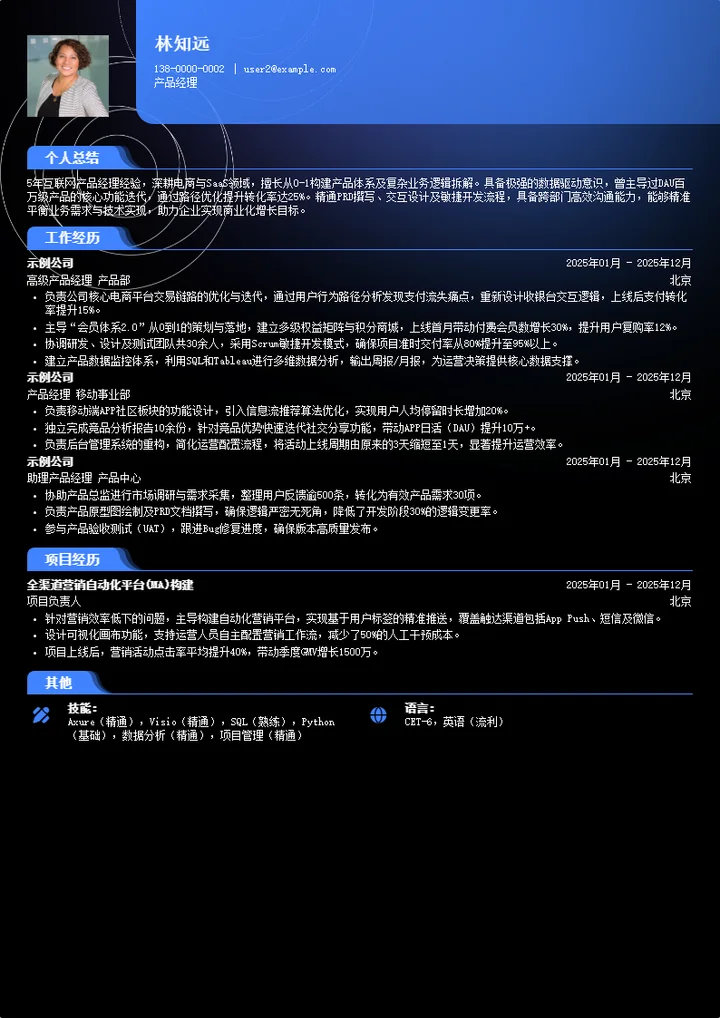 林知远
138-0000-0002 | user2@example.com
产品经理
个人总结
5年互联网产品经理经验，深耕电商与SaaS领域，擅长从0-1构建产品体系及复杂业务逻辑拆解。具备极强的数据驱动意识，曾主导过DAU百
万级产品的核心功能迭代，通过路径优化提升转化率达25%。精通PRD撰写、交互设计及敏捷开发流程，具备跨部门高效沟通能力，能够精准
平衡业务需求与技术实现，助力企业实现商业化增长目标。
工作经历
示例公司 2025年01月 - 2025年12月
高级产品经理 产品部 北京
• 负责公司核心电商平台交易链路的优化与迭代，通过用户行为路径分析发现支付流失痛点，重新设计收银台交互逻辑，上线后支付转化
率提升15%。
• 主导“会员体系2.0”从0到1的策划与落地，建立多级权益矩阵与积分商城，上线首月带动付费会员数增长30%，提升用户复购率12%。
• 协调研发、设计及测试团队共30余人，采用Scrum敏捷开发模式，确保项目准时交付率从80%提升至95%以上。
• 建立产品数据监控体系，利用SQL和Tableau进行多维数据分析，输出周报/月报，为运营决策提供核心数据支撑。
示例公司 2025年01月 - 2025年12月
产品经理 移动事业部 北京
• 负责移动端APP社区板块的功能设计，引入信息流推荐算法优化，实现用户人均停留时长增加20%。
• 独立完成竞品分析报告10余份，针对竞品优势快速迭代社交分享功能，带动APP日活（DAU）提升10万+。
• 负责后台管理系统的重构，简化运营配置流程，将活动上线周期由原来的3天缩短至1天，显著提升运营效率。
示例公司 2025年01月 - 2025年12月
助理产品经理 产品中心 北京
• 协助产品总监进行市场调研与需求采集，整理用户反馈逾500条，转化为有效产品需求30项。
• 负责产品原型图绘制及PRD文档撰写，确保逻辑严密无死角，降低了开发阶段30%的逻辑变更率。
• 参与产品验收测试（UAT），跟进Bug修复进度，确保版本高质量发布。
项目经历
全渠道营销自动化平台(MA)构建 2025年01月 - 2025年12月
项目负责人 北京
• 针对营销效率低下的问题，主导构建自动化营销平台，实现基于用户标签的精准推送，覆盖触达渠道包括App Push、短信及微信。
• 设计可视化画布功能，支持运营人员自主配置营销工作流，减少了50%的人工干预成本。
• 项目上线后，营销活动点击率平均提升40%，带动季度GMV增长1500万。
其他
技能：
Axure（精通），Visio（精通），SQL（熟练），Python
（基础），数据分析（精通），项目管理（精通）
语言：
CET-6，英语（流利）